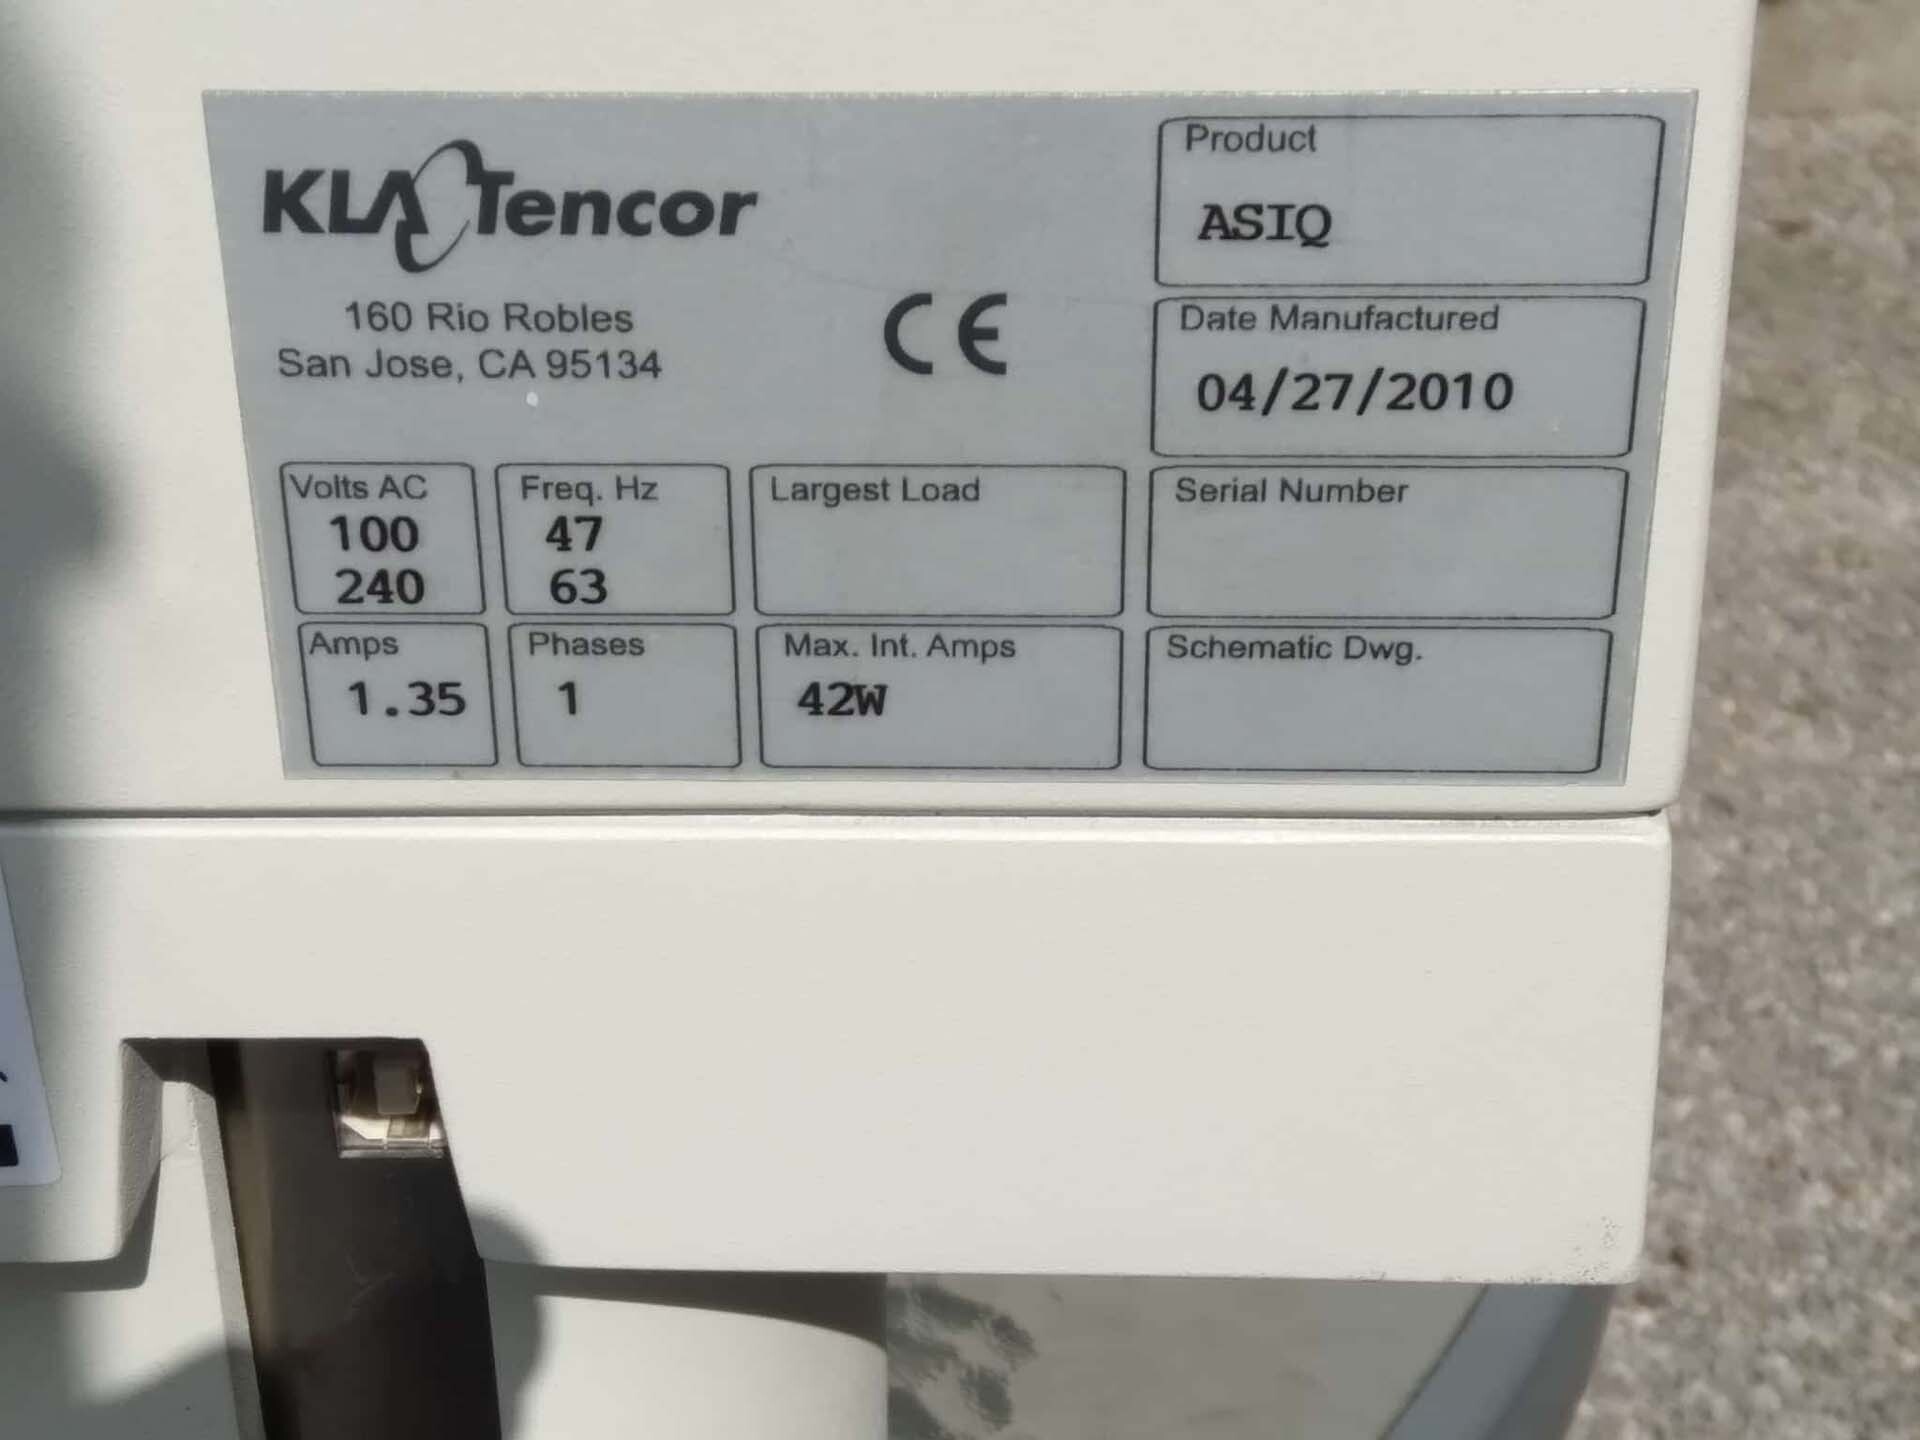 KLA Tencor
160 Rio Robles
San Jose, CA 95134
CE
Product
ASIQ
Date Manufactured
04/27/2010
Volts AC
100
240
Freq. Hz
47
63
Largest Load
Serial Number
Amps
1.35
Phases
1
Max. Int. Amps
42W
Schematic Dwg.